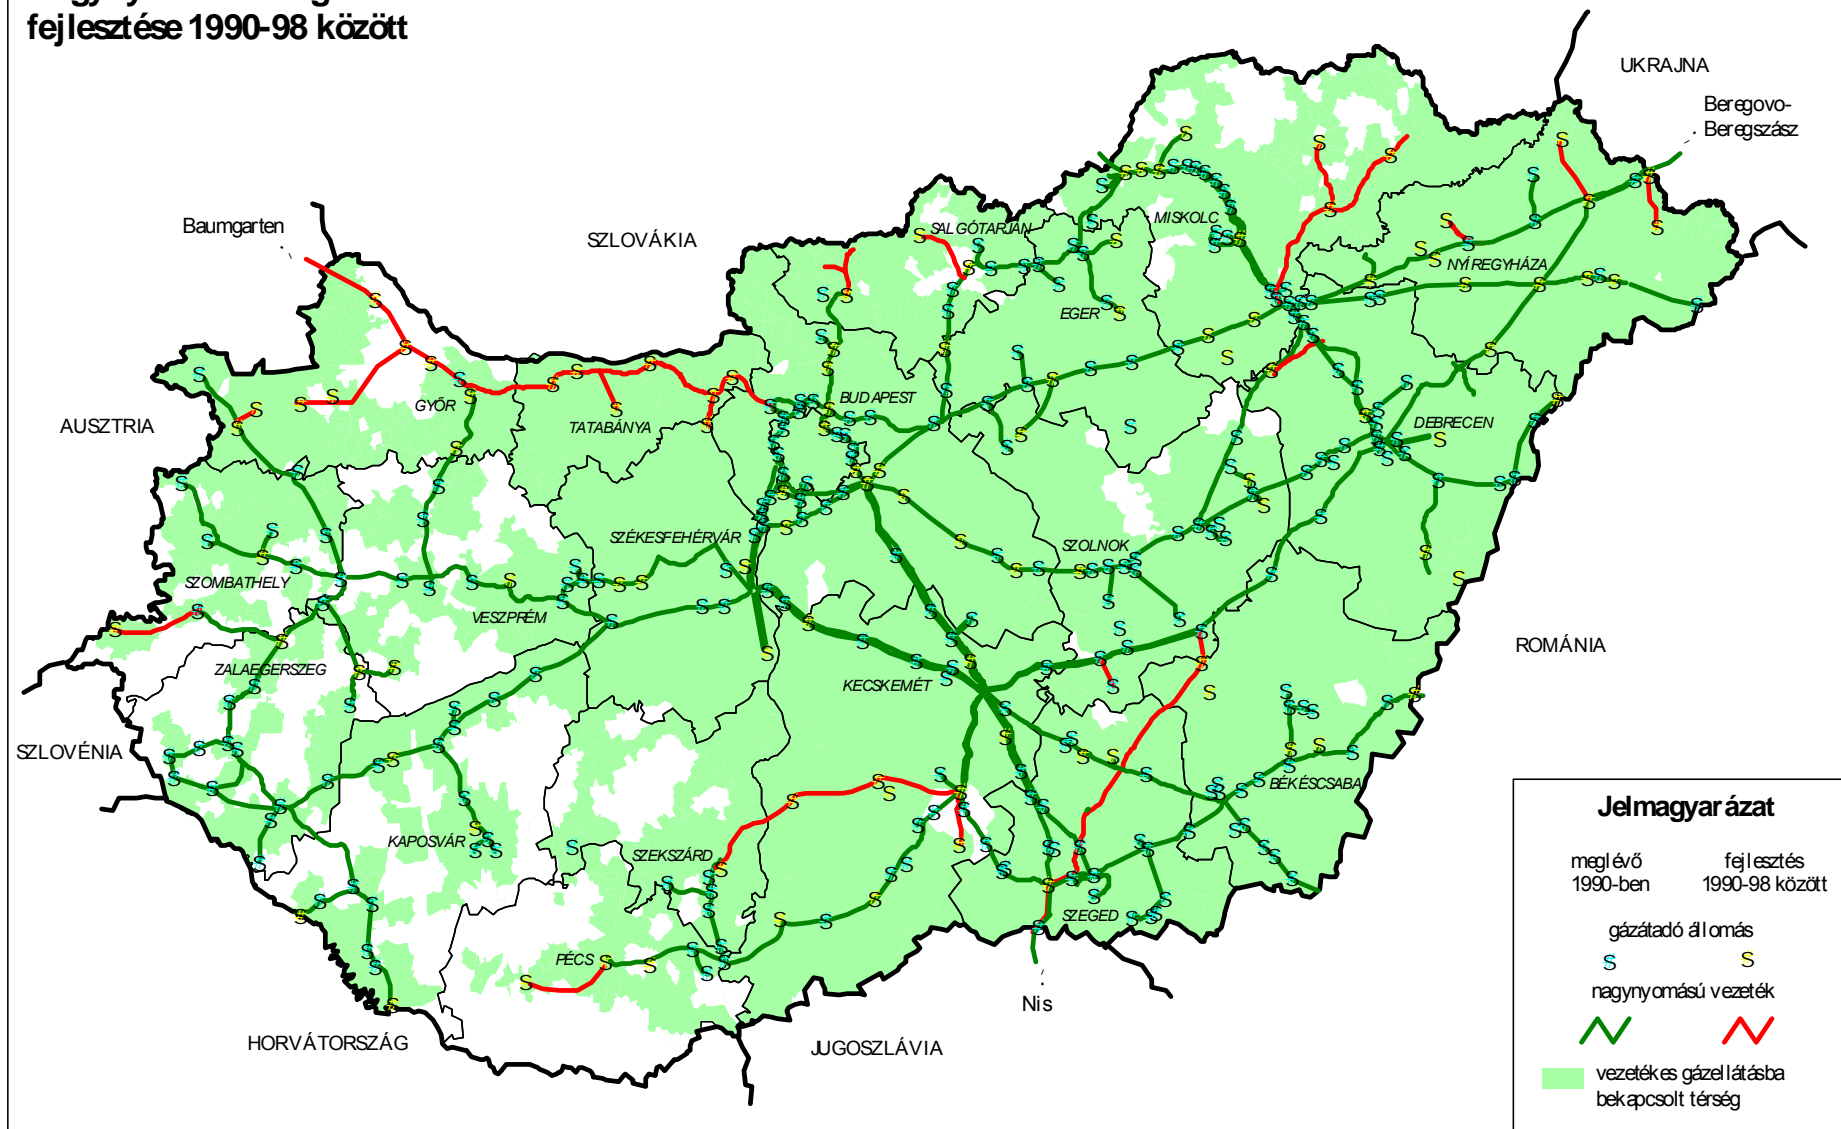 fejlesztése 1990-98 között
UKRAJNA
Beregovo-
Beregszász
Baumgarten
SZLOVÁKIA
SALGÓTARJÁN
MISKOLC
NYÍREGYHÁZA
EGER
BUDAPEST
GYŐR
TATABÁNYA
AUSZTRIA
DEBRECEN
SZÉKESFEHÉRVÁR
SZOLNOK
SZOMBATHELY
VESZPRÉM
ROMÁNIA
ZALAEGERSZEG
KECSKEMÉT
SZLOVÉNIA
BÉKÉSCSABA
KAPOSVÁR
SZEKSZÁRD
SZEGED
PÉCS
Nis
HORVÁTORSZÁG
JUGOSZLÁVIA
Jelmagyarázat
meglévő
1990-ben
fejlesztés
1990-98 között
gázátadó állomás
S S
nagynyomású vezeték
vezetékes gázellátásba
bekapcsolt térség